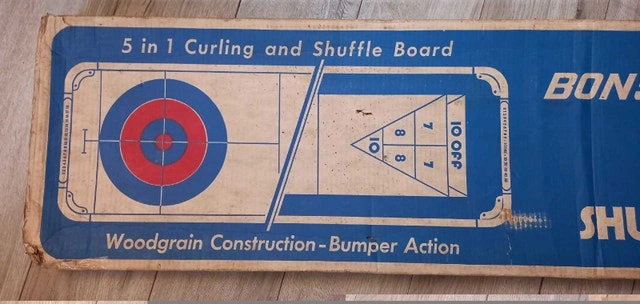 5 in 1 Curling and Shuffle Board
BON
SHU
10
8
8
7
7
10 OFF
Woodgrain Construction-Bumper Action